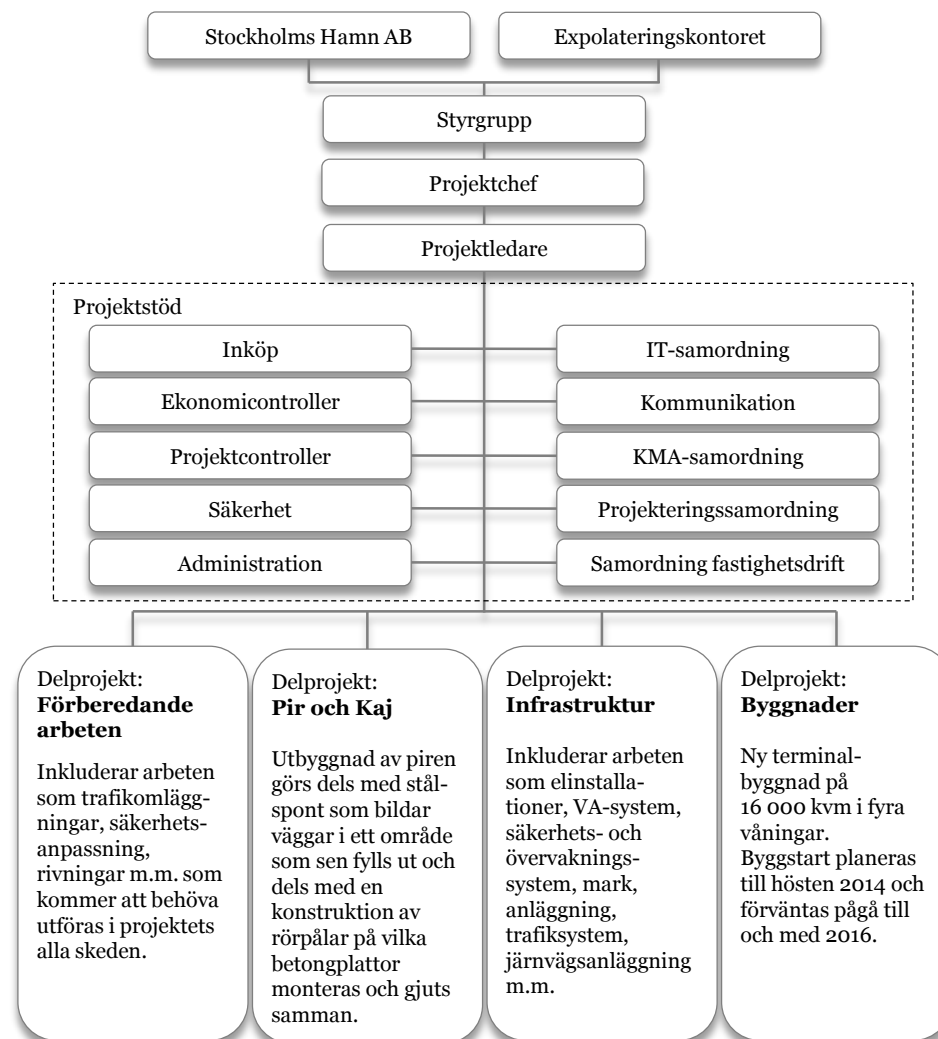 Stockholms Hamn AB
Expolateringskontoret
Styrgrupp
Projektchef
Projektledare
Projektstöd
Inköp
IT-samordning
Ekonomicontroller
Kommunikation
Projektcontroller
KMA-samordning
Säkerhet
Projekteringssamordning
Administration
Samordning fastighetsdrift
Delprojekt:
Förberedande
arbeten
Inkluderar arbeten
som trafikomlägg-
ningar, säkerhets-
anpassning,
rivningar m.m. som
kommer att behöva
utföras i projektets
alla skeden.
Delprojekt:
Pir och Kaj
Utbyggnad av piren
görs dels med stål-
spont som bildar
väggar i ett område
som sen fylls ut och
dels med en
konstruktion av
rörpålar på vilka
betongplattor
monteras och gjuts
samman.
Delprojekt:
Infrastruktur
Inkluderar arbeten
som elinstalla-
tioner, VA-system,
säkerhets- och
övervaknings-
system, mark,
anläggning,
trafiksystem,
järnvägsanläggning
m.m.
Delprojekt:
Byggnader
Ny terminal-
byggnad på
16 000 kvm i fyra
våningar.
Byggstart planeras
till hösten 2014 och
förväntas pågå till
och med 2016.